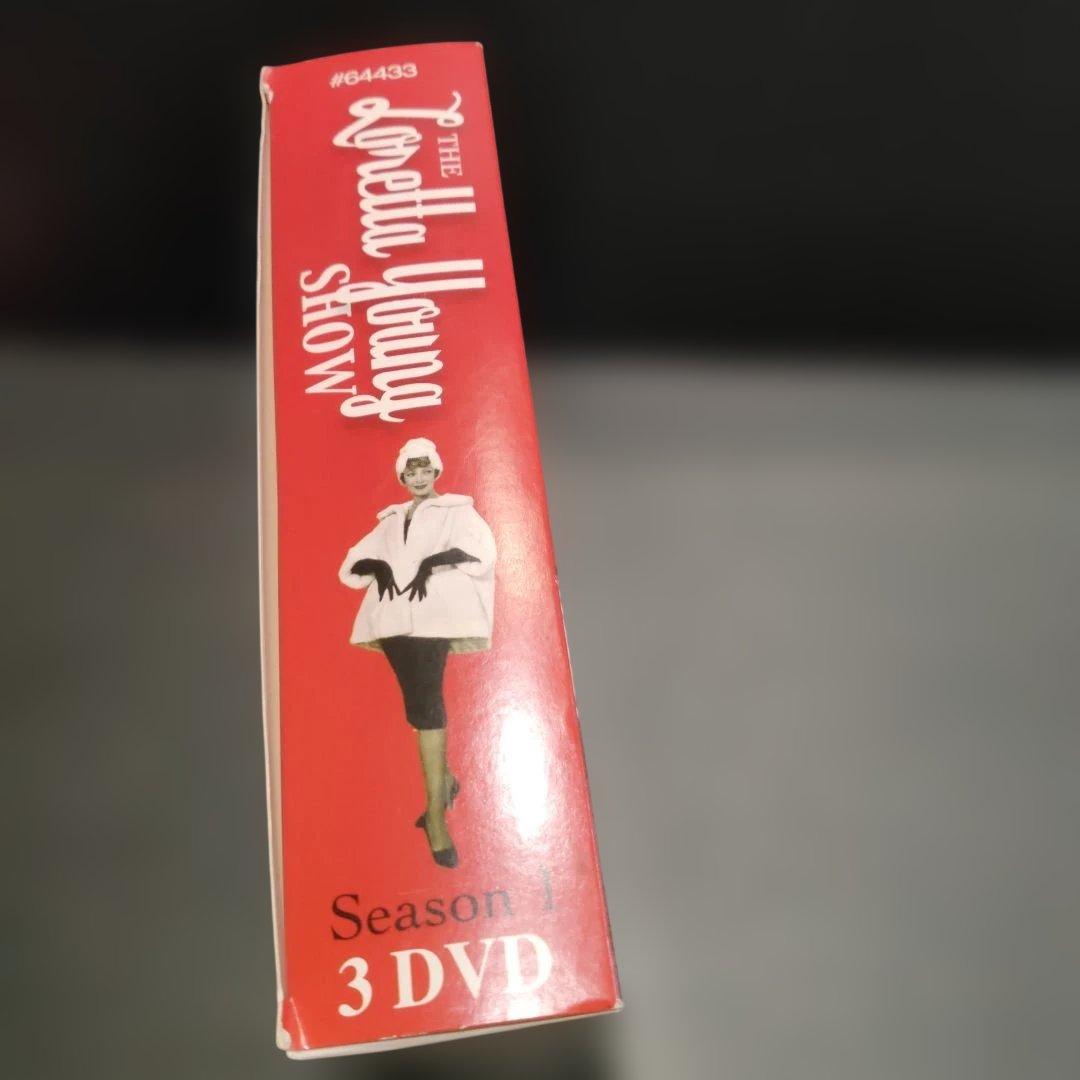 #64433
THE
Loretta Young
SHOW
Season 1
3 DVD